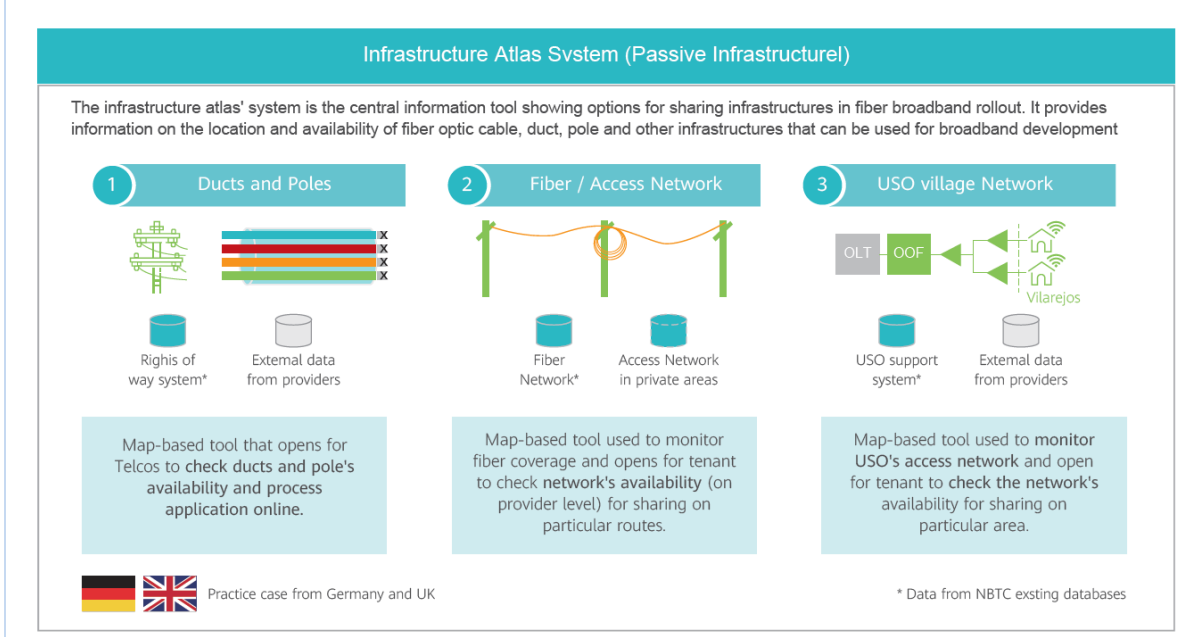 Infrastructure Atlas Svstem (Passive Infrastructurel)
The infrastructure atlas' system is the central information tool showing options for sharing infrastructures in fiber broadband rollout. It provides
information on the location and availability of fiber optic cable, duct, pole and other infrastructures that can be used for broadband development
1
Ducts and Poles
X
X
X
X
Righis of
way system*
Extemal data
from providers
Map-based tool that opens for
Telcos to check ducts and pole's
availability and process
application online.
2
Fiber / Access Network
Fiber
Network*
Access Network
in private areas
Map-based tool used to monitor
fiber coverage and opens for tenant
to check network's availability (on
provider level) for sharing on
particular routes.
3
USO village Network
OLT
OOF
Vilarejos
USO support
system*
Extemal data
from providers
Map-based tool used to monitor
USO's access network and open
for tenant to check the network's
availability for sharing on
particular area.
Practice case from Germany and UK
* Data from NBTC exsting databases